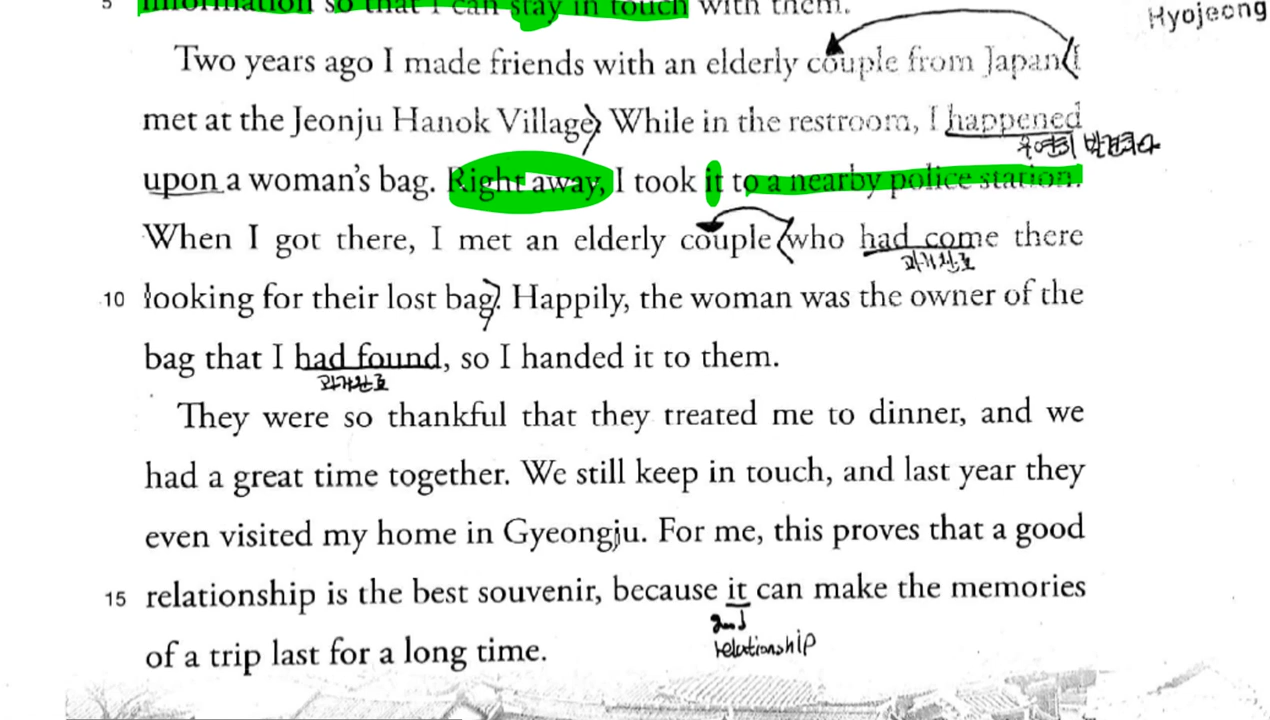 5 information so that I can stay in touch with them.
Hyojeong
Two years ago I made friends with an elderly couple from Japan I
met at the Jeonju Hanok Village. While in the restroom, I happened
우연히 발견하다
upon a woman's bag. Right away, I took it to a nearby police station.
When I got there, I met an elderly couple who had come there
과거완료
10 looking for their lost bag. Happily, the woman was the owner of the
bag that I had found, so I handed it to them.
과거완료
They were so thankful that they treated me to dinner, and we
had a great time together. We still keep in touch, and last year they
even visited my home in Gyeongju. For me, this proves that a good
15 relationship is the best souvenir, because it can make the memories
of a trip last for a long time.
relationship